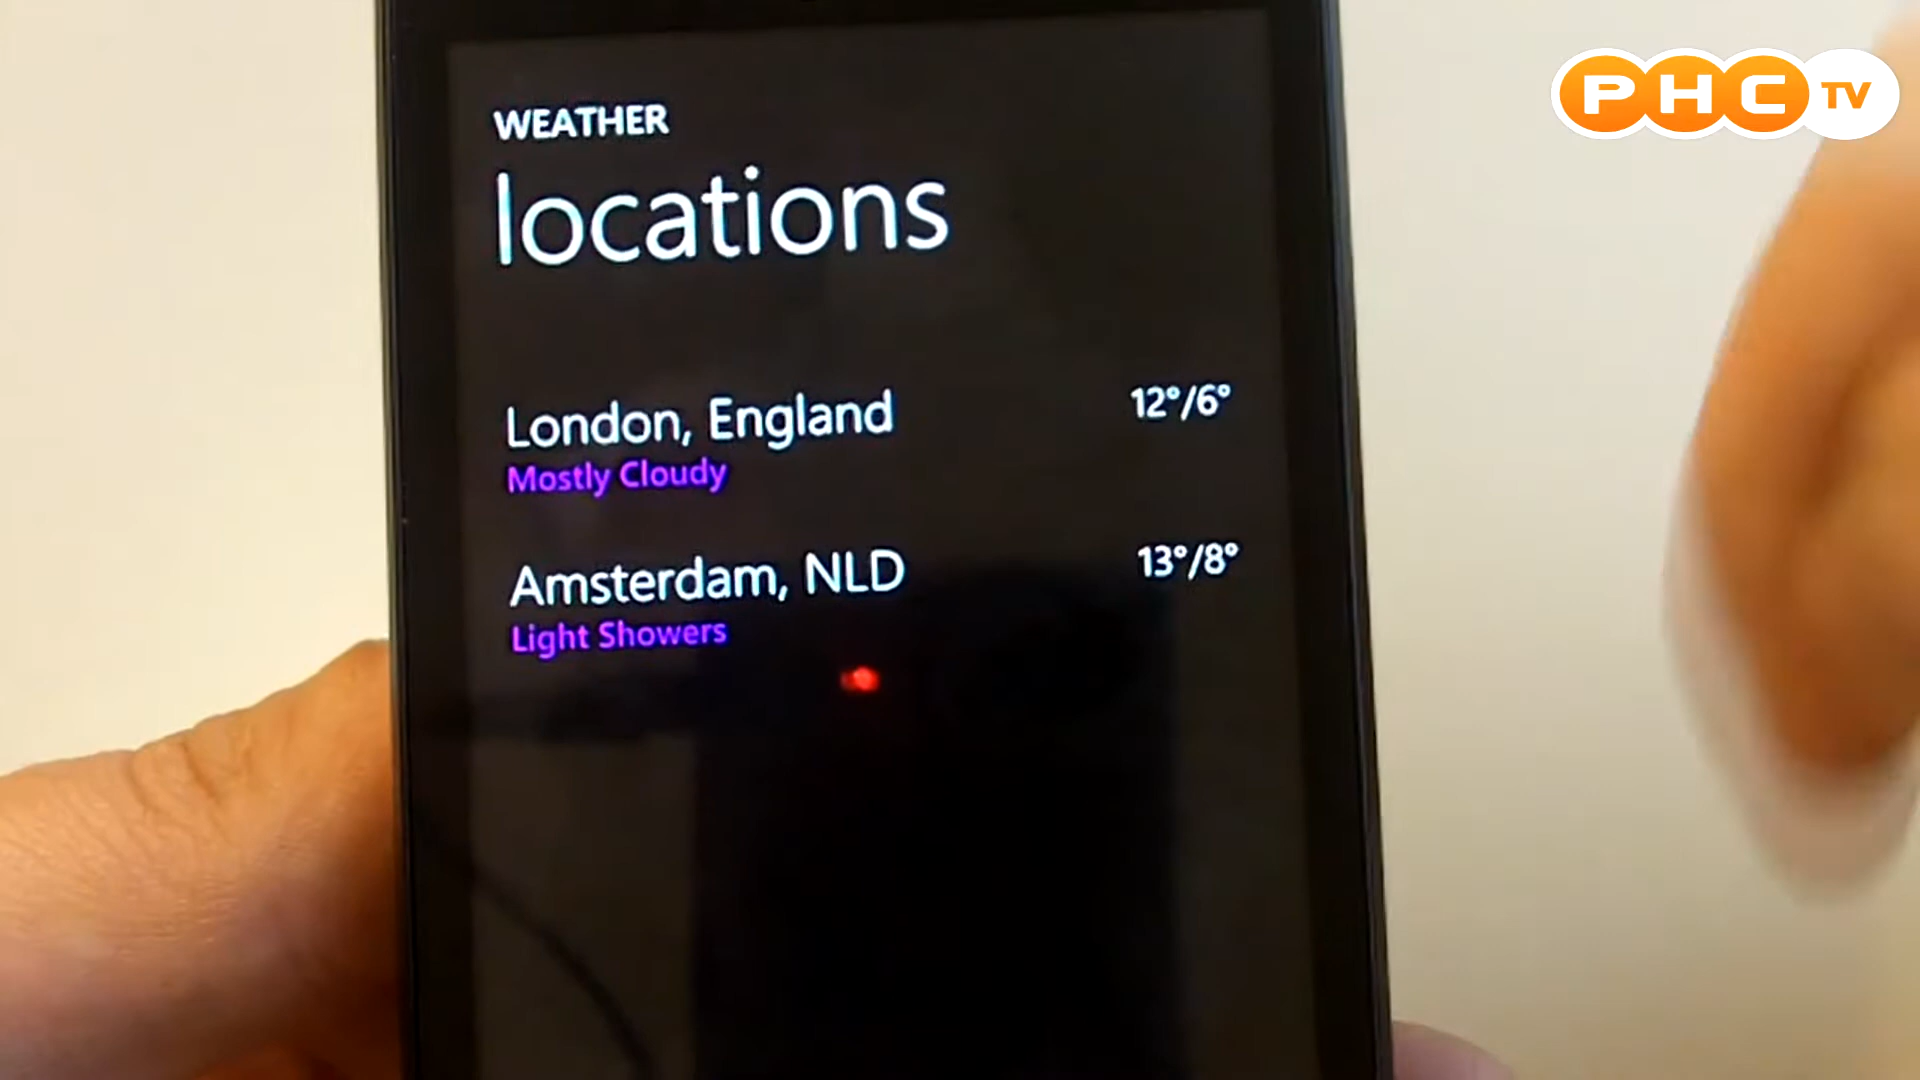 PHC TV
WEATHER
locations
London, England 12°/6°
Mostly Cloudy
Amsterdam, NLD 13°/8°
Light Showers